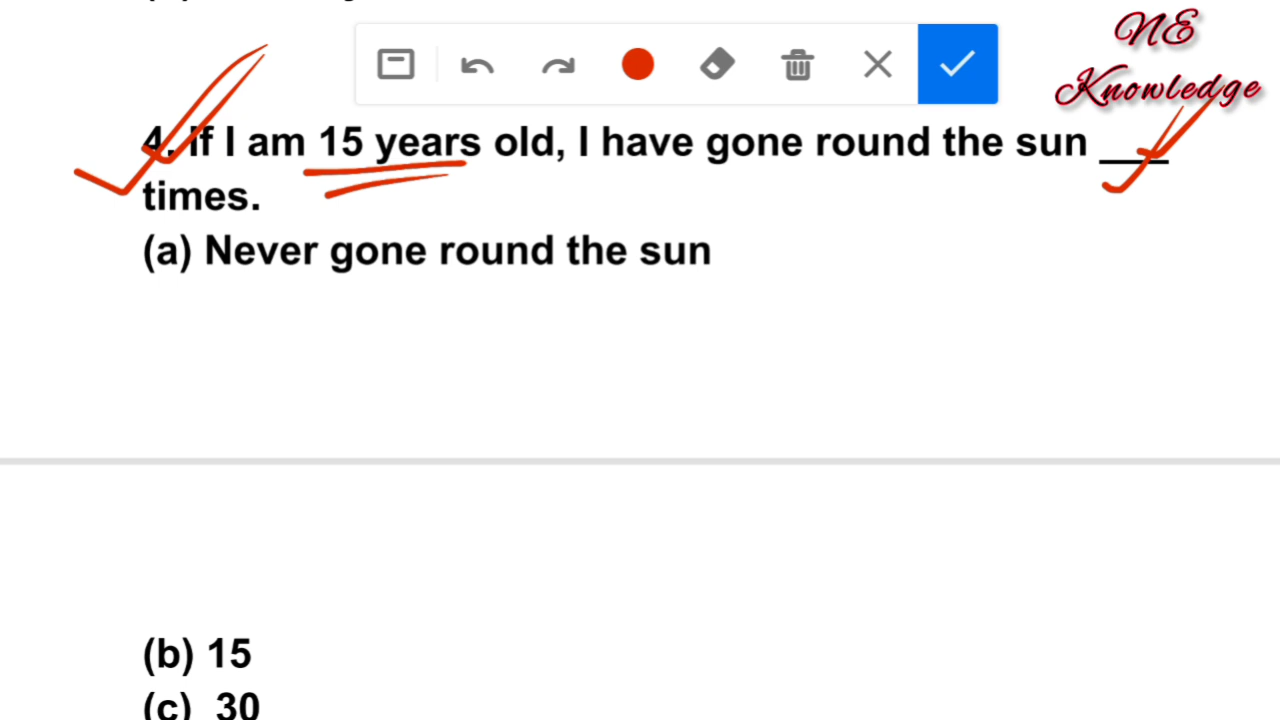 NE
Knowledge
4. If I am 15 years old, I have gone round the sun ___
times.
(a) Never gone round the sun
(b) 15
(c) 30